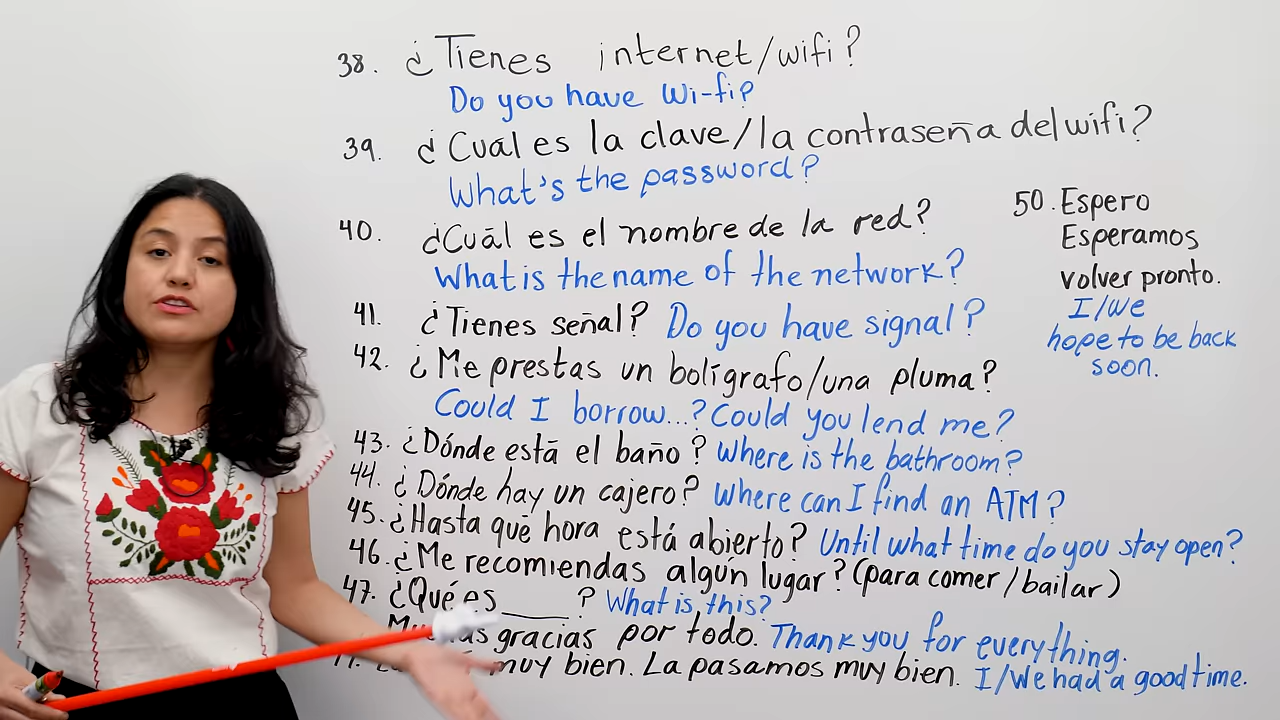 38. ¿Tienes internet/wifi?
Do you have Wi-fi?
39. ¿Cuál es la clave/la contraseña del wifi?
What's the password?
40. ¿Cuál es el nombre de la red?
What is the name of the network?
41. ¿Tienes señal? Do you have signal?
42. ¿Me prestas un bolígrafo/una pluma?
Could I borrow...? Could you lend me?
43. ¿Dónde está el baño? Where is the bathroom?
44. ¿Dónde hay un cajero? Where can I find an ATM?
45. ¿Hasta qué hora está abierto? Until what time do you stay open?
46. ¿Me recomiendas algún lugar? (para comer/bailar)
47. ¿Qué es ____? What is this?
gracias por todo. Thank you for everything.
muy bien. La pasamos muy bien. I/We had a good time.
50. Espero
Esperamos
volver pronto.
I/We
hope to be back
soon.